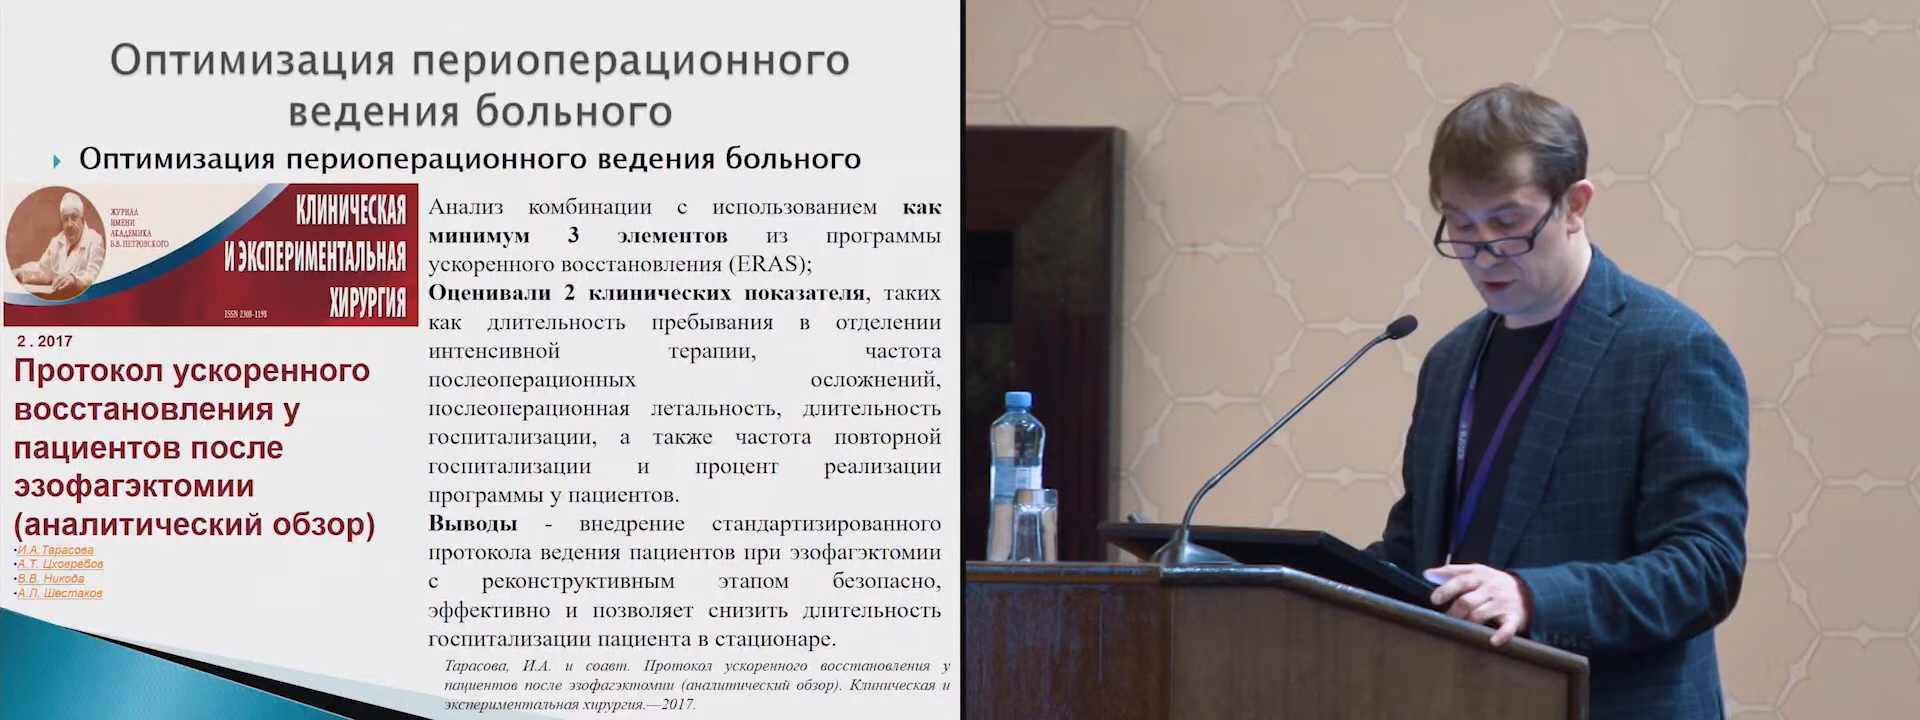 Оптимизация периоперационного
ведения больного
Оптимизация периоперационного ведения больного
ЖУРНАЛ
ИМЕНИ
АКАДЕМИКА
Б.В. ПЕТРОВСКОГО
КЛИНИЧЕСКАЯ
И ЭКСПЕРИМЕНТАЛЬНАЯ
ХИРУРГИЯ
ISSN 2308-1198
2 . 2017
Протокол ускоренного
восстановления у
пациентов после
эзофагэктомии
(аналитический обзор)
•И.А.Тарасова
•А.Т. Цховребов
•В.В. Никода
•А.Л. Шестаков
Анализ комбинации с использованием как
минимум 3 элементов из программы
ускоренного восстановления (ERAS);
Оценивали 2 клинических показателя, таких
как длительность пребывания в отделении
интенсивной терапии, частота
послеоперационных осложнений,
послеоперационная летальность, длительность
госпитализации, а также частота повторной
госпитализации и процент реализации
программы у пациентов.
Выводы - внедрение стандартизированного
протокола ведения пациентов при эзофагэктомии
с реконструктивным этапом безопасно,
эффективно и позволяет снизить длительность
госпитализации пациента в стационаре.
Тарасова, И.А. и соавт. Протокол ускоренного восстановления у
пациентов после эзофагэктомии (аналитический обзор). Клиническая и
экспериментальная хирургия.—2017.